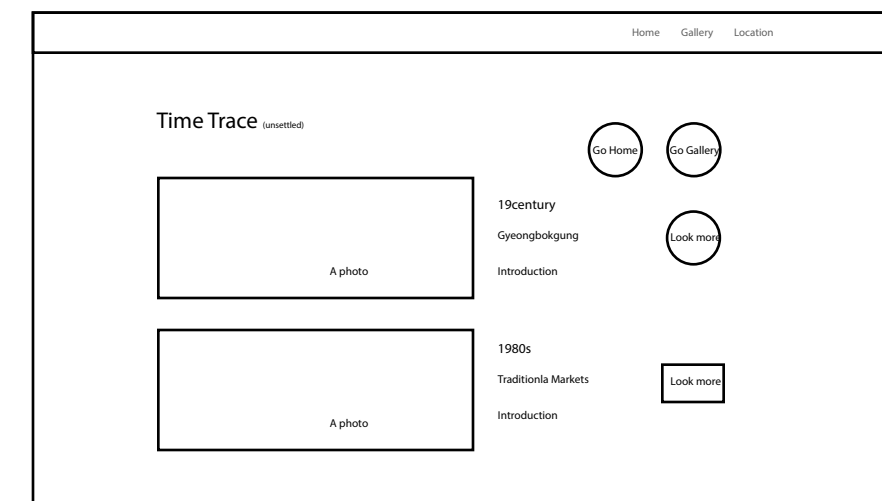 Home Gallery Location
Time Trace (unsettled)
Go Home Go Gallery
19century
Gyeongbokgung
Look more
A photo
Introduction
1980s
Traditionla Markets
Look more
Introduction
A photo